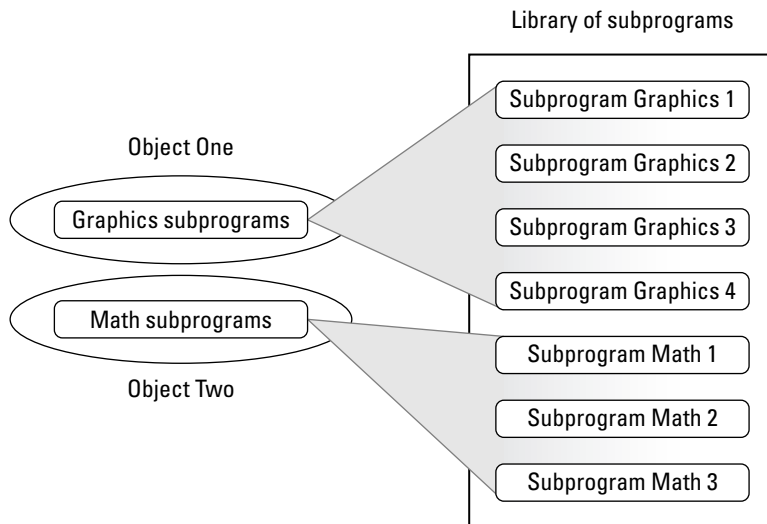 Library of subprograms
Subprogram Graphics 1
Object One
Subprogram Graphics 2
Graphics subprograms
Subprogram Graphics 3
Subprogram Graphics 4
Math subprograms
Subprogram Math 1
Object Two
Subprogram Math 2
Subprogram Math 3